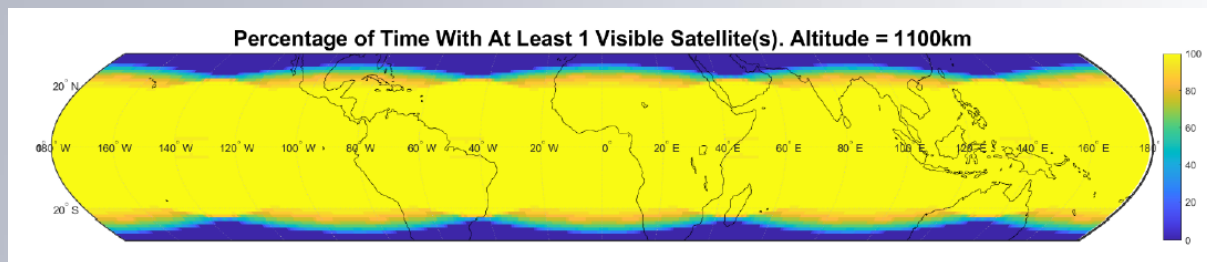 Percentage of Time With At Least 1 Visible Satellite(s). Altitude = 1100km
100
80
60
40
20
0
20° N
180° W 160° W 140° W 120° W 100° W 80° W 60° W 40° W 20° W 0° 20° E 40° E 60° E 80° E 100° E 120° E 140° E 160° E 180°
20° S